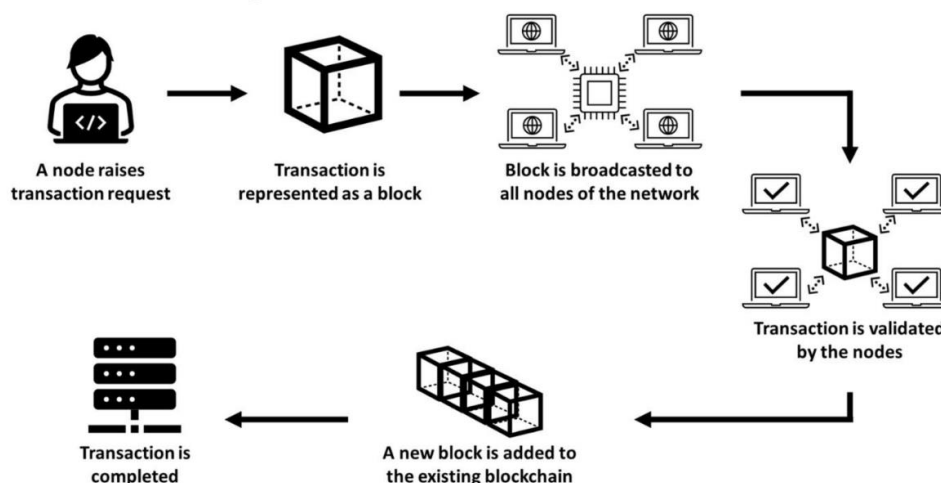 </>
A node raises
transaction request
Transaction is
represented as a block
Block is broadcasted to
all nodes of the network
Transaction is validated
by the nodes
A new block is added to
the existing blockchain
Transaction is
completed